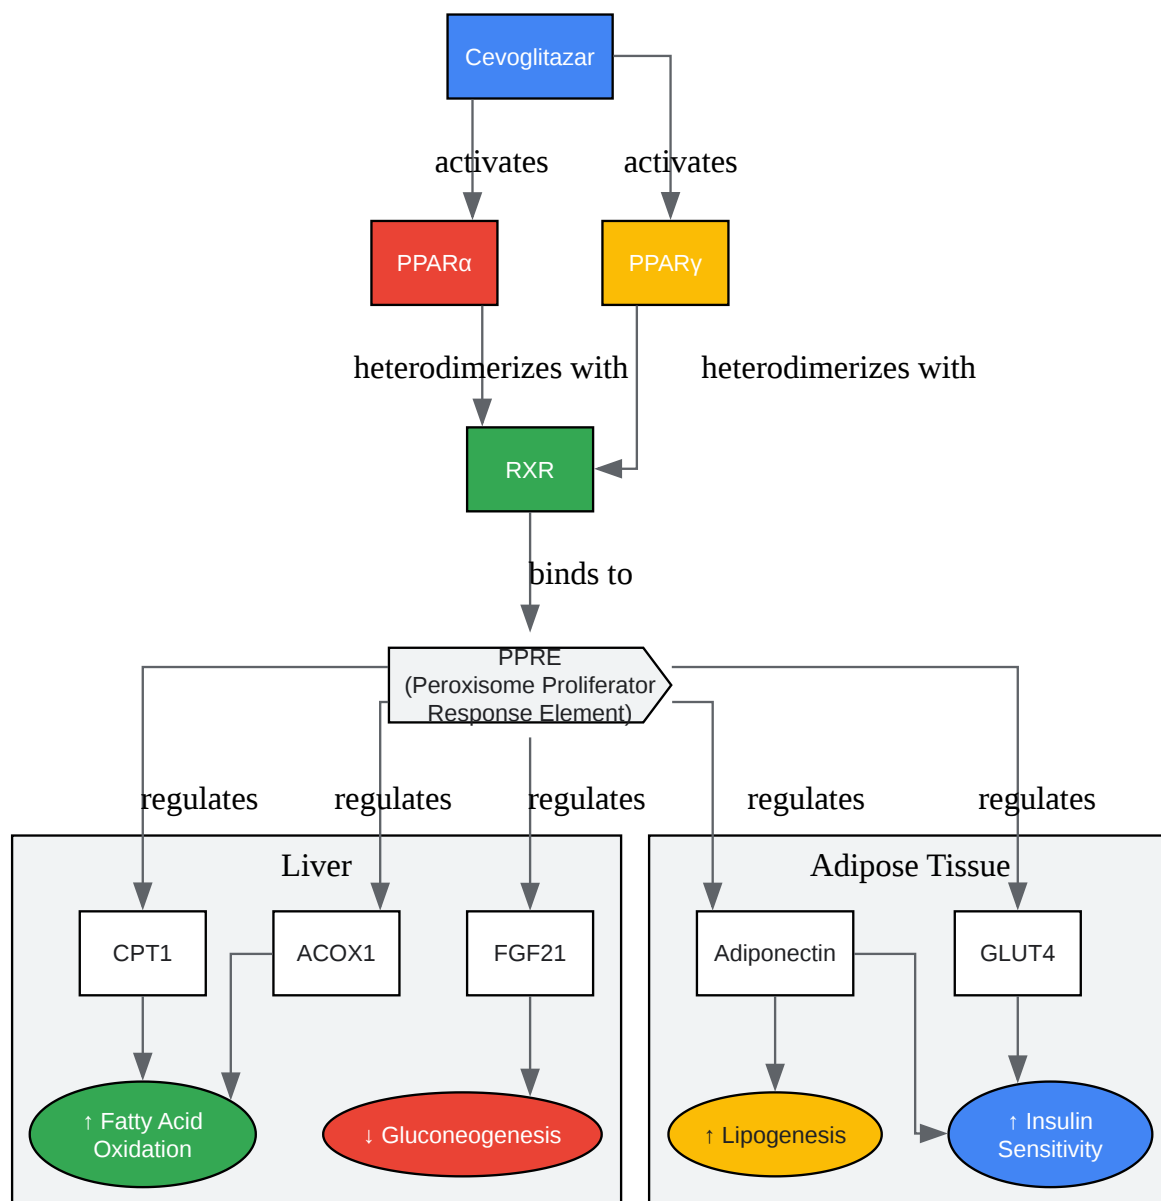 Cevoglitazar
activates
activates
PPARα
PPARγ
heterodimerizes with
heterodimerizes with
RXR
binds to
PPRE
(Peroxisome Proliferator
Response Element)
regulates
regulates
regulates
regulates
regulates
Liver
Adipose Tissue
CPT1
ACOX1
FGF21
Adiponectin
GLUT4
↑ Fatty Acid
Oxidation
↓ Gluconeogenesis
↑ Lipogenesis
↑ Insulin
Sensitivity